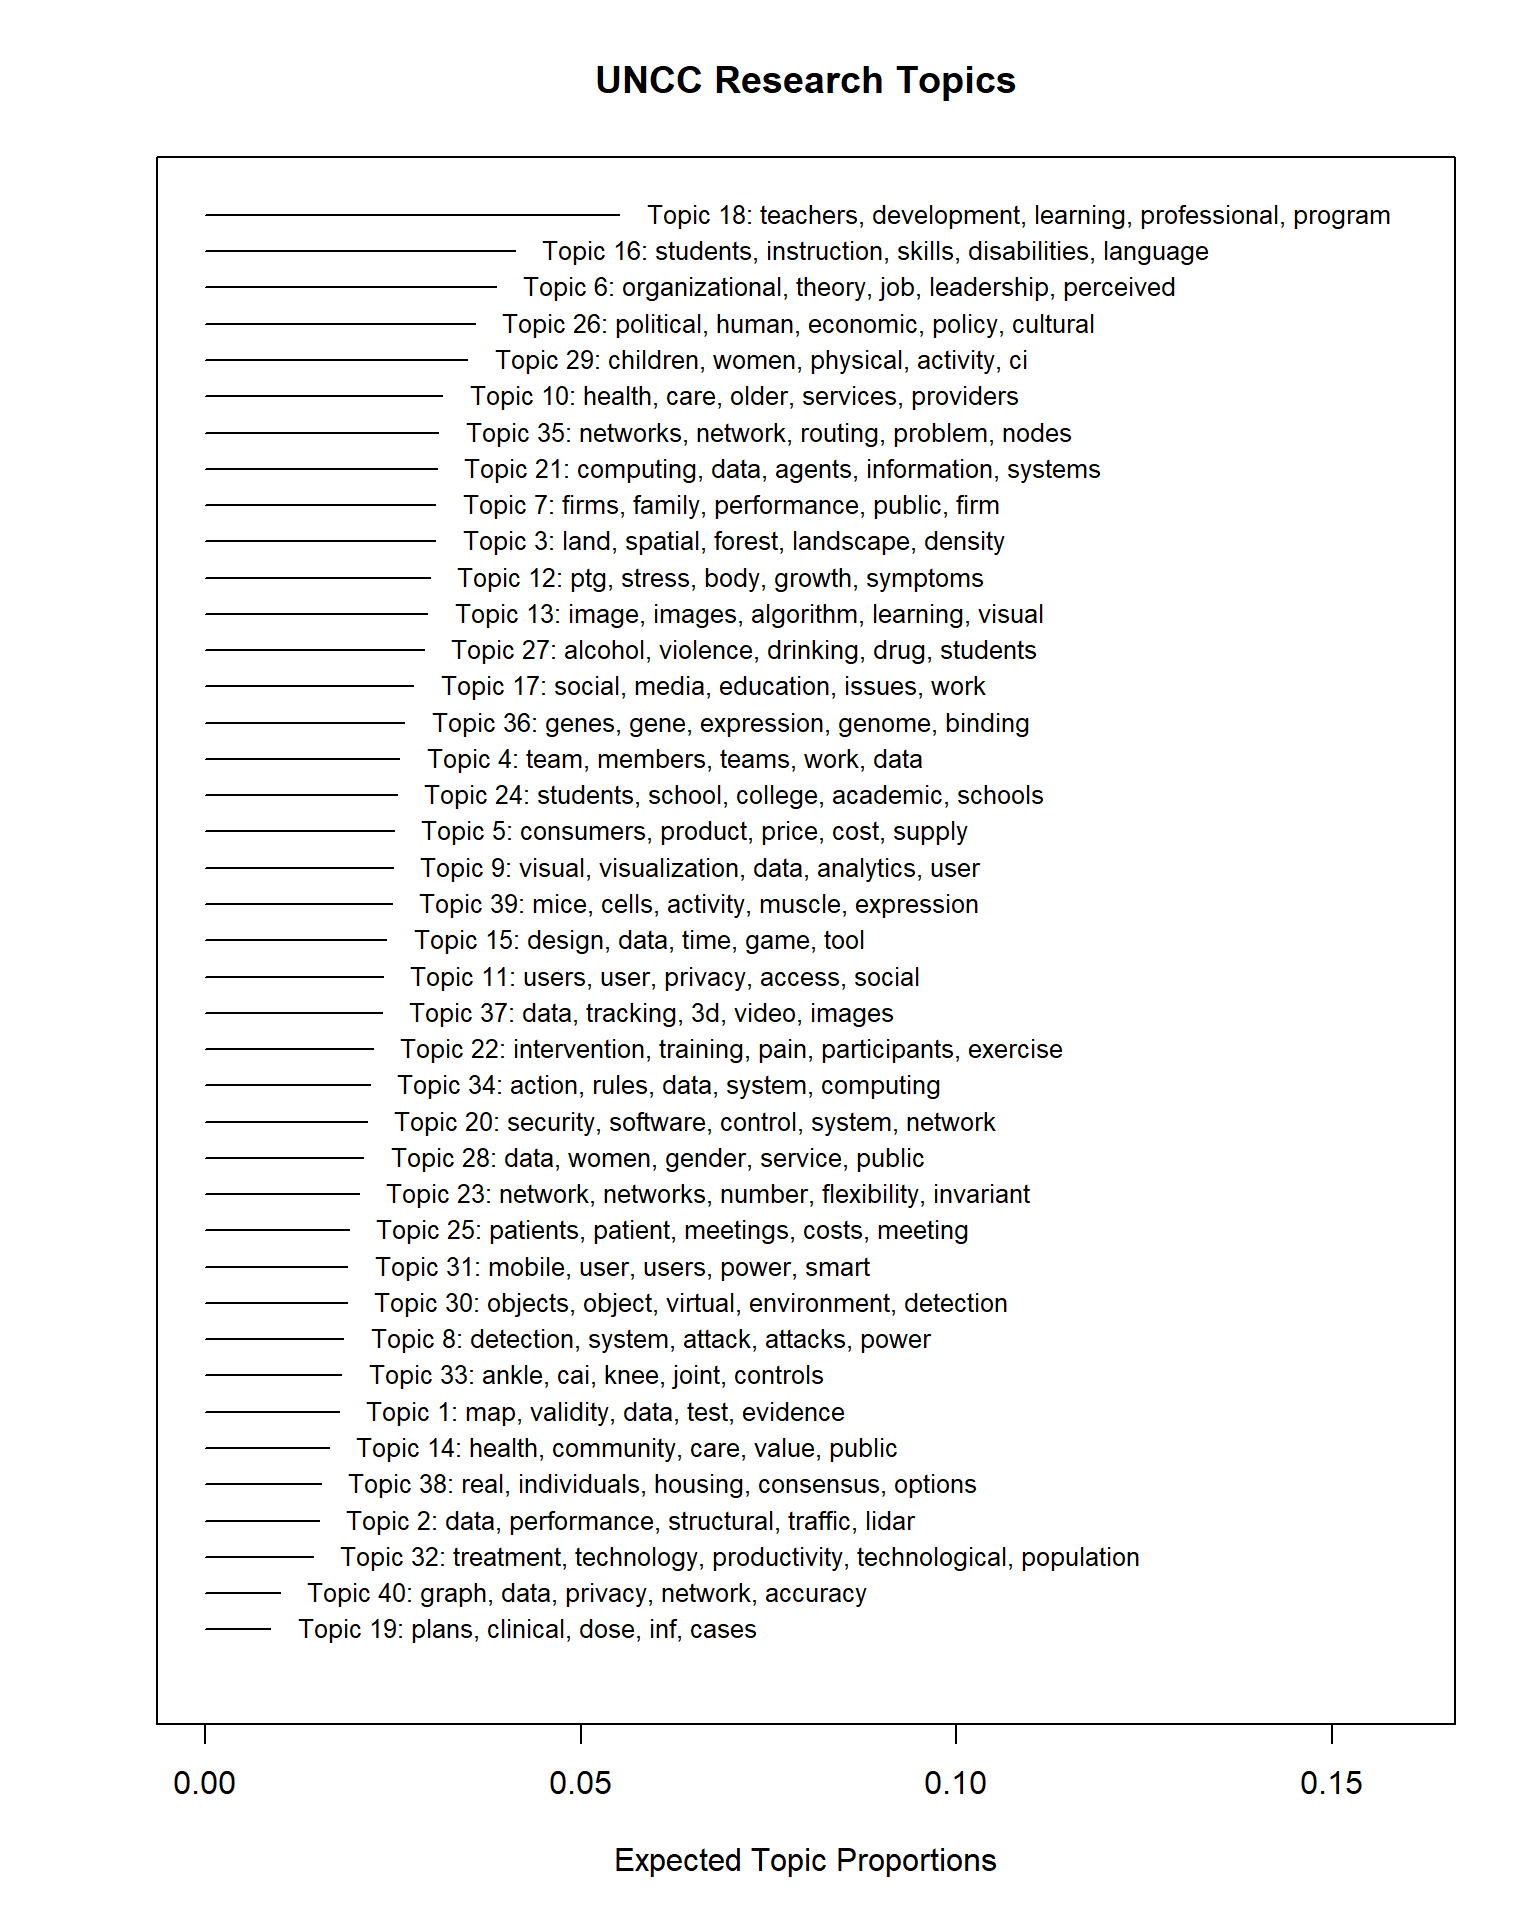 UNCC Research Topics
Topic 18: teachers, development, learning, professional, program
Topic 16: students, instruction, skills, disabilities, language
Topic 6: organizational, theory, job, leadership, perceived
Topic 26: political, human, economic, policy, cultural
Topic 29: children, women, physical, activity, ci
Topic 10: health, care, older, services, providers
Topic 35: networks, network, routing, problem, nodes
Topic 21: computing, data, agents, information, systems
Topic 7: firms, family, performance, public, firm
Topic 3: land, spatial, forest, landscape, density
Topic 12: ptg, stress, body, growth, symptoms
Topic 13: image, images, algorithm, learning, visual
Topic 27: alcohol, violence, drinking, drug, students
Topic 17: social, media, education, issues, work
Topic 36: genes, gene, expression, genome, binding
Topic 4: team, members, teams, work, data
Topic 24: students, school, college, academic, schools
Topic 5: consumers, product, price, cost, supply
Topic 9: visual, visualization, data, analytics, user
Topic 39: mice, cells, activity, muscle, expression
Topic 15: design, data, time, game, tool
Topic 11: users, user, privacy, access, social
Topic 37: data, tracking, 3d, video, images
Topic 22: intervention, training, pain, participants, exercise
Topic 34: action, rules, data, system, computing
Topic 20: security, software, control, system, network
Topic 28: data, women, gender, service, public
Topic 23: network, networks, number, flexibility, invariant
Topic 25: patients, patient, meetings, costs, meeting
Topic 31: mobile, user, users, power, smart
Topic 30: objects, object, virtual, environment, detection
Topic 8: detection, system, attack, attacks, power
Topic 33: ankle, cai, knee, joint, controls
Topic 1: map, validity, data, test, evidence
Topic 14: health, community, care, value, public
Topic 38: real, individuals, housing, consensus, options
Topic 2: data, performance, structural, traffic, lidar
Topic 32: treatment, technology, productivity, technological, population
Topic 40: graph, data, privacy, network, accuracy
Topic 19: plans, clinical, dose, inf, cases
0.00 0.05 0.10 0.15
Expected Topic Proportions